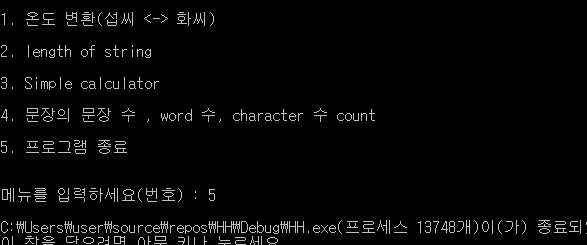 1. 온도 변환(섭씨 <-> 화씨)
2. length of string
3. Simple calculator
4. 문장의 문장 수 , word 수, character 수 count
5. 프로그램 종료
메뉴를 입력하세요(번호) : 5
C:₩Users₩user₩source₩repos₩HH₩Debug₩HH.exe(프로세스 13748개)이(가) 종료되
이 창을 닫으려면 아무 키나 누르세요